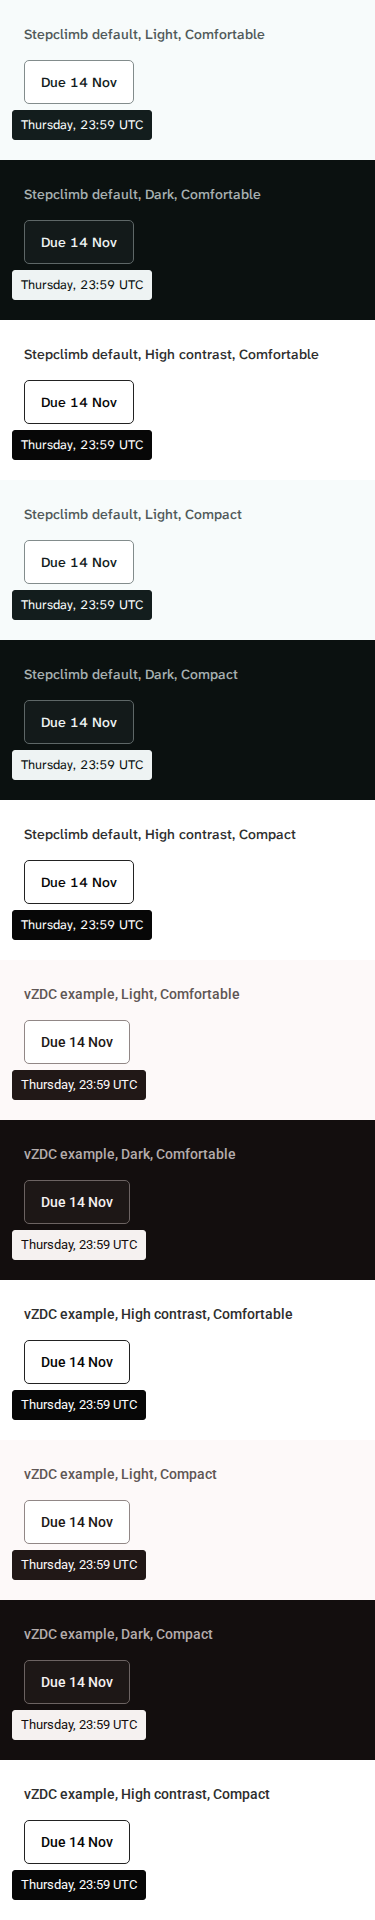 Stepclimb default, Light, Comfortable
Due 14 Nov
Thursday, 23:59 UTC
Stepclimb default, Dark, Comfortable
Due 14 Nov
Thursday, 23:59 UTC
Stepclimb default, High contrast, Comfortable
Due 14 Nov
Thursday, 23:59 UTC
Stepclimb default, Light, Compact
Due 14 Nov
Thursday, 23:59 UTC
Stepclimb default, Dark, Compact
Due 14 Nov
Thursday, 23:59 UTC
Stepclimb default, High contrast, Compact
Due 14 Nov
Thursday, 23:59 UTC
vZDC example, Light, Comfortable
Due 14 Nov
Thursday, 23:59 UTC
vZDC example, Dark, Comfortable
Due 14 Nov
Thursday, 23:59 UTC
vZDC example, High contrast, Comfortable
Due 14 Nov
Thursday, 23:59 UTC
vZDC example, Light, Compact
Due 14 Nov
Thursday, 23:59 UTC
vZDC example, Dark, Compact
Due 14 Nov
Thursday, 23:59 UTC
vZDC example, High contrast, Compact
Due 14 Nov
Thursday, 23:59 UTC